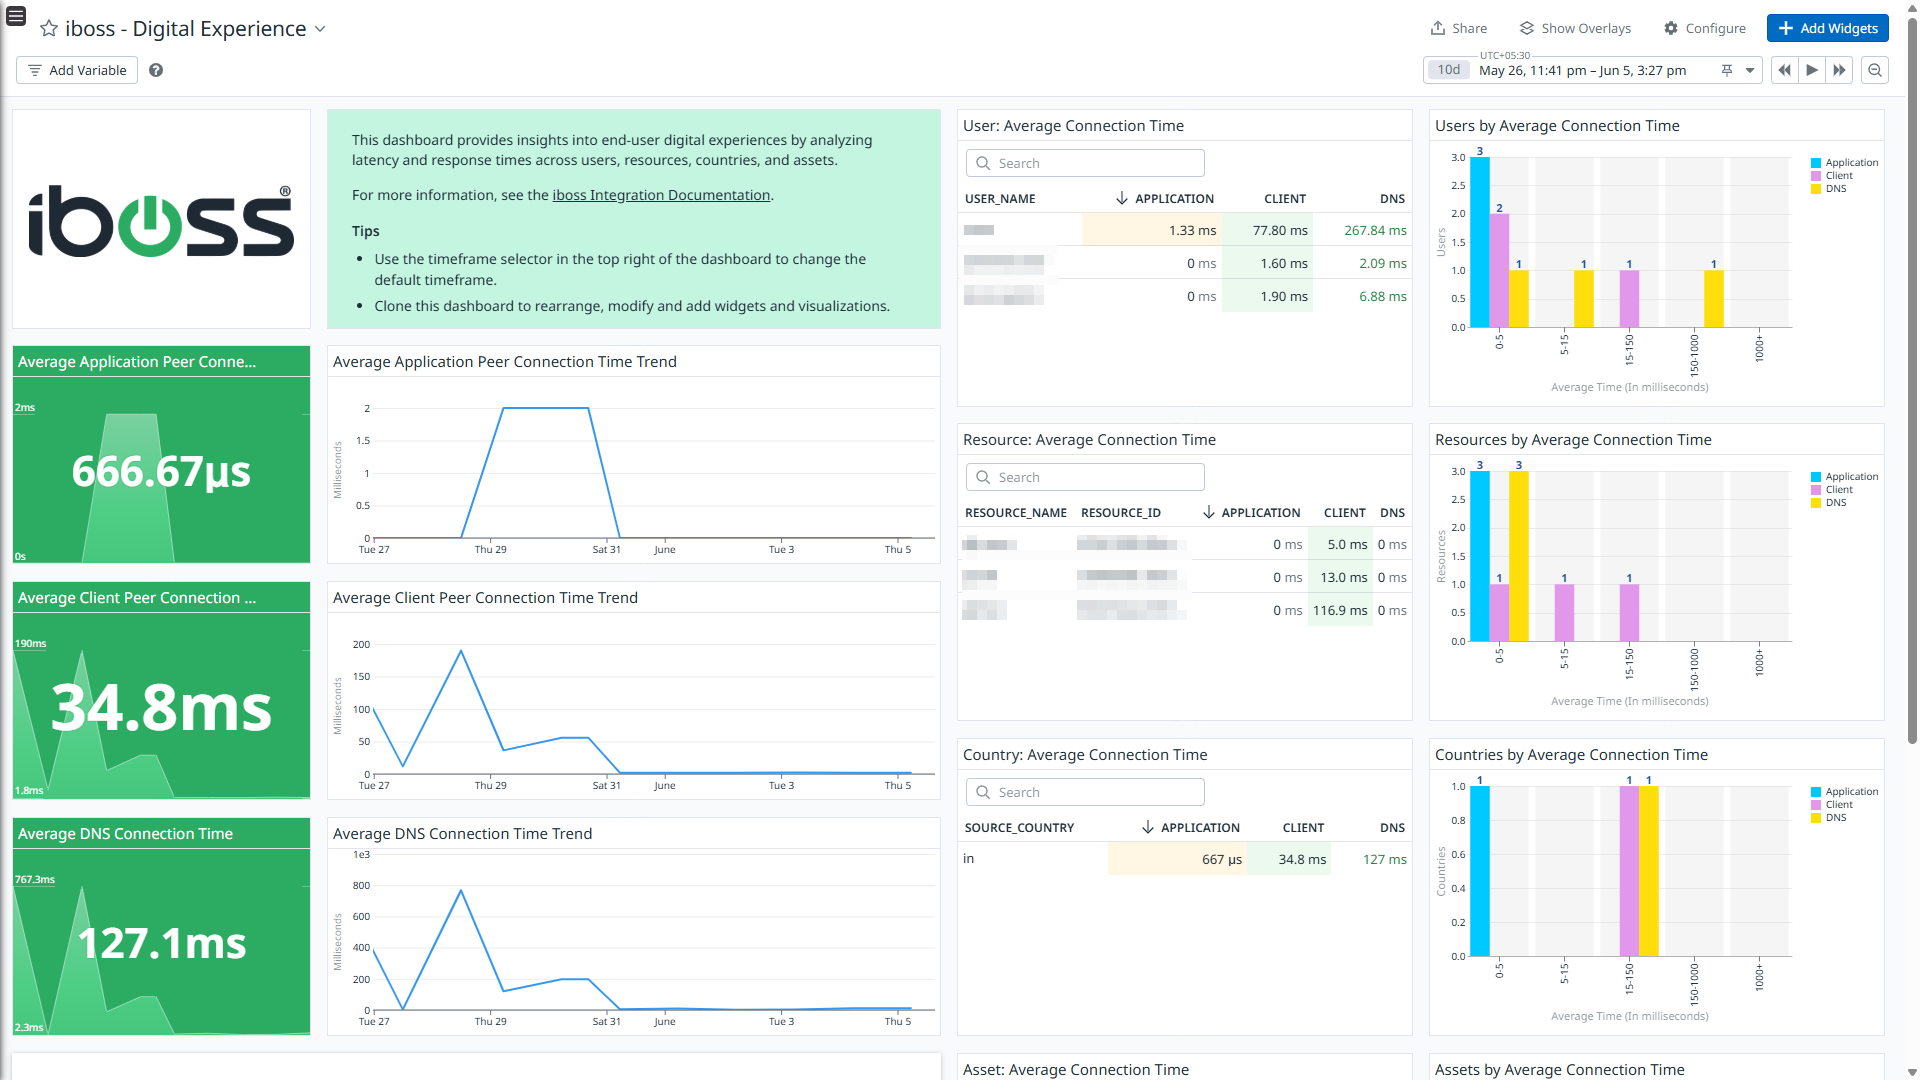 iboss - Digital Experience
Share
Show Overlays
Configure
Add Widgets
Add Variable
?
10d
UTC+05:30
May 26, 11:41 pm – Jun 5, 3:27 pm
iboss®
This dashboard provides insights into end-user digital experiences by analyzing
latency and response times across users, resources, countries, and assets.
For more information, see the iboss Integration Documentation.
Tips
• Use the timeframe selector in the top right of the dashboard to change the
default timeframe.
• Clone this dashboard to rearrange, modify and add widgets and visualizations.
User: Average Connection Time
Search
USER_NAME APPLICATION CLIENT DNS
1.33 ms 77.80 ms 267.84 ms
0 ms 1.60 ms 2.09 ms
0 ms 1.90 ms 6.88 ms
Users by Average Connection Time
3.0
2.5
2.0
1.5
1.0
0.5
0.0
Users
3
2
1
1
1
1
0-5
5-15
15-150
150-1000
1000+
Average Time (In milliseconds)
Application
Client
DNS
Average Application Peer Conne...
2ms
666.67µs
0s
Average Application Peer Connection Time Trend
Milliseconds
2
1.5
1
0.5
0
Tue 27 Thu 29 Sat 31 June Tue 3 Thu 5
Resource: Average Connection Time
Search
RESOURCE_NAME RESOURCE_ID APPLICATION CLIENT DNS
0 ms 5.0 ms 0 ms
0 ms 13.0 ms 0 ms
0 ms 116.9 ms 0 ms
Resources by Average Connection Time
3.0
2.5
2.0
1.5
1.0
0.5
0.0
Resources
3
1
3
1
1
0-5
5-15
15-150
150-1000
1000+
Average Time (In milliseconds)
Application
Client
DNS
Average Client Peer Connection ...
190ms
34.8ms
1.8ms
Average Client Peer Connection Time Trend
Milliseconds
200
150
100
50
0
Tue 27 Thu 29 Sat 31 June Tue 3 Thu 5
Country: Average Connection Time
Search
SOURCE_COUNTRY APPLICATION CLIENT DNS
in 667 µs 34.8 ms 127 ms
Countries by Average Connection Time
1.0
0.8
0.6
0.4
0.2
0.0
Countries
1
1
1
0-5
5-15
15-150
150-1000
1000+
Average Time (In milliseconds)
Application
Client
DNS
Average DNS Connection Time
767.3ms
127.1ms
2.3ms
Average DNS Connection Time Trend
Milliseconds
1e3
800
600
400
200
0
Tue 27 Thu 29 Sat 31 June Tue 3 Thu 5
Asset: Average Connection Time
Assets by Average Connection Time